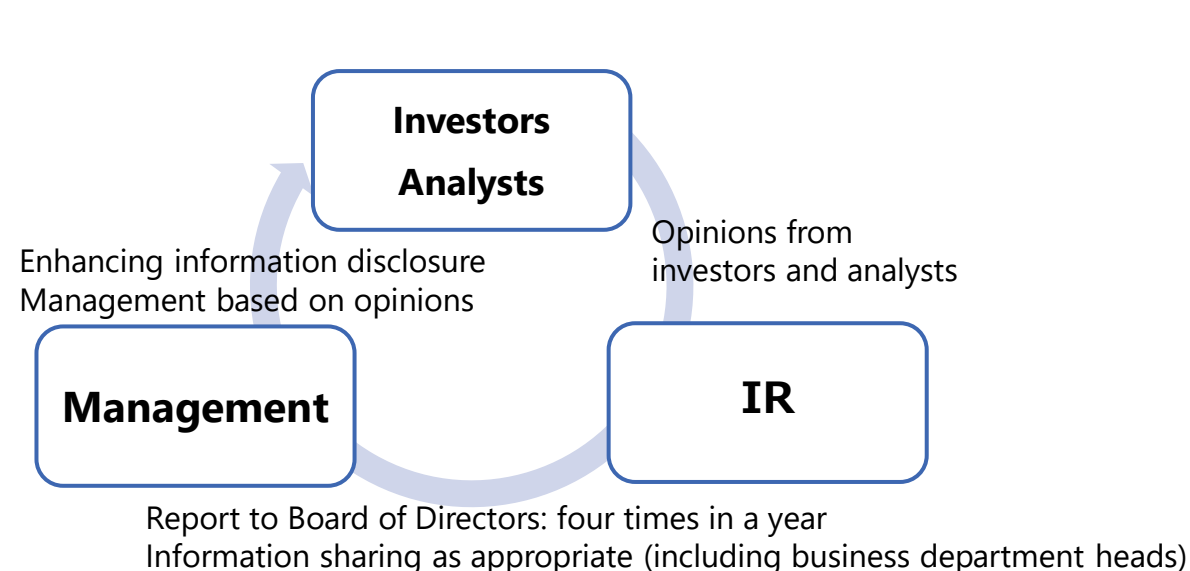 Investors
Analysts
Opinions from
investors and analysts
Enhancing information disclosure
Management based on opinions
Management
IR
Report to Board of Directors: four times in a year
Information sharing as appropriate (including business department heads)